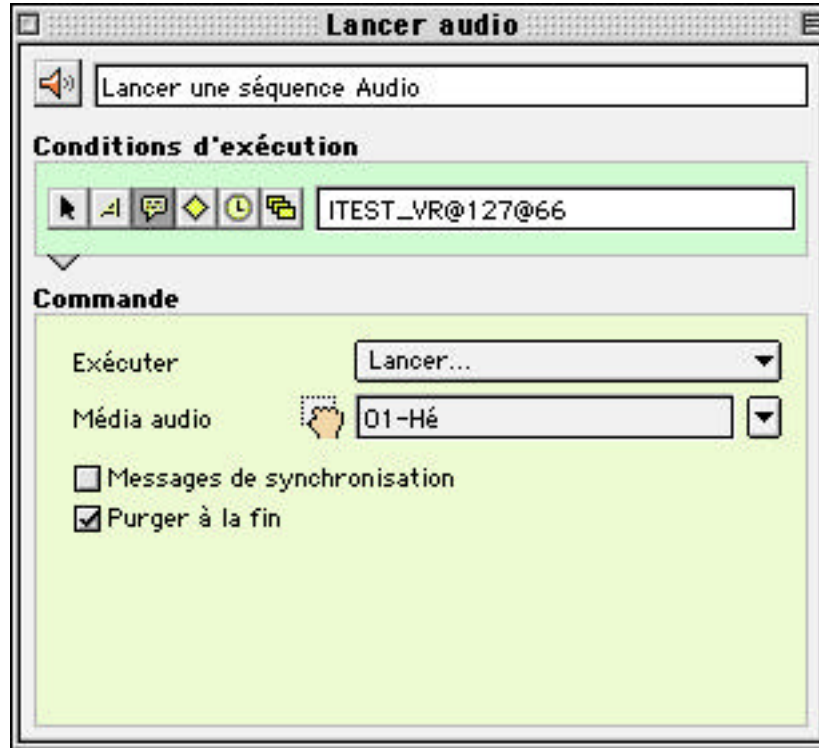 Lancer audio
Lancer une séquence Audio
Conditions d'exécution
ITEST_VR@127@66
Commande
Exécuter Lancer...
Média audio 01-Hé
Messages de synchronisation
Purger à la fin